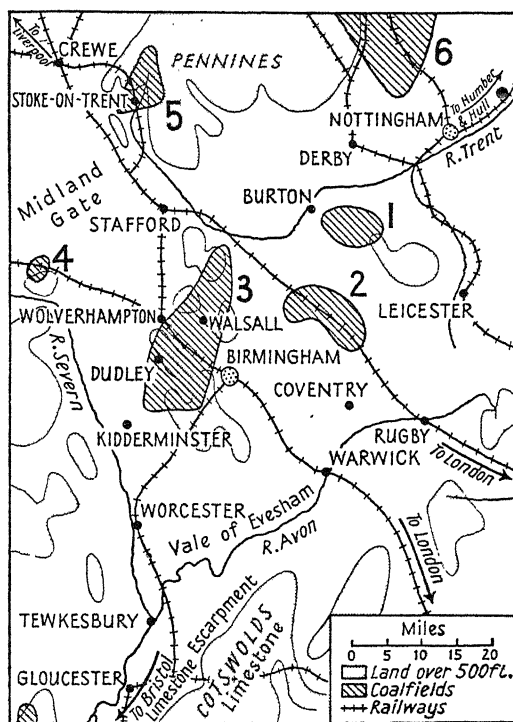 To L'
Liverpool
CREWE
PENNINES
6
STOKE-ON-TRENT
5
NOTTINGHAM
To Humber
& Hull
DERBY
R. Trent
Midland
Gate
BURTON
1
STAFFORD
4
3
2
LEICESTER
WOLVERHAMPTON
WALSALL
R. Severn
BIRMINGHAM
DUDLEY
COVENTRY
KIDDERMINSTER
RUGBY
WARWICK
To London
WORCESTER
Vale of Evesham
R. Avon
To London
TEWKESBURY
GLOUCESTER
To Bristol
Limestone Escarpment
COTSWOLDS
Limestone
Miles
0 10 20
Land over 500ft.
Coalfields
Railways